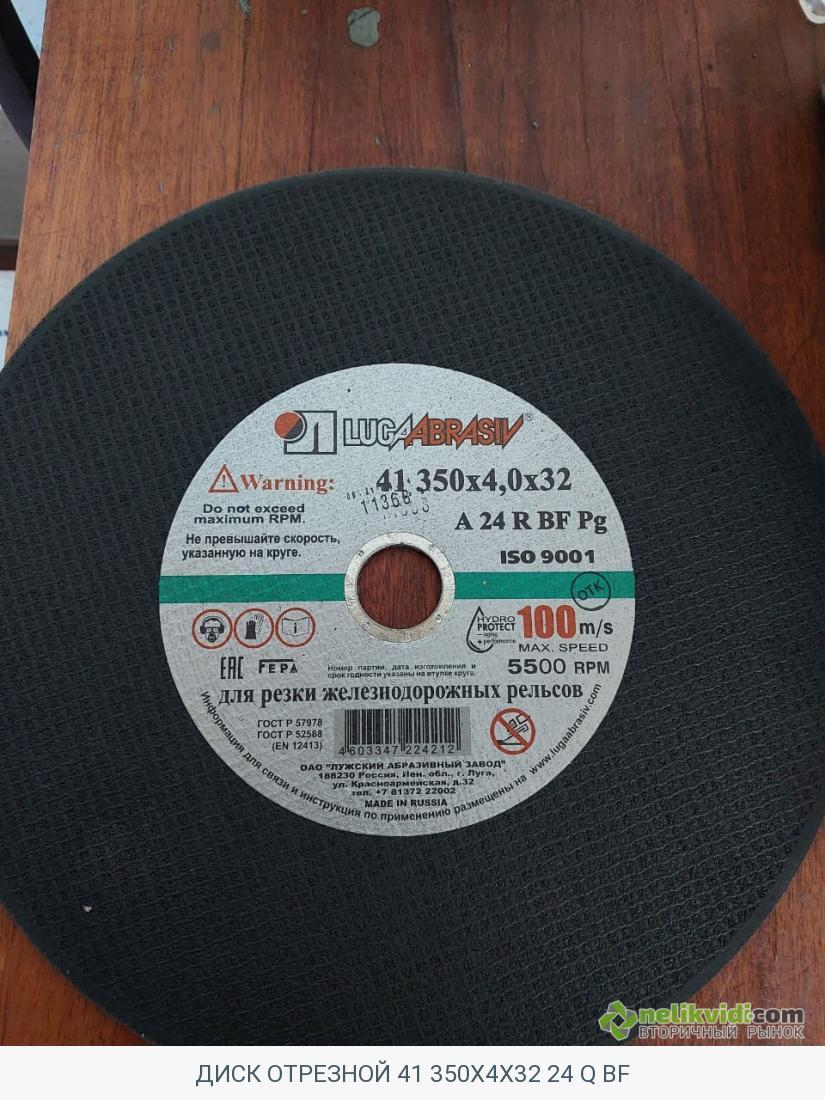 LUGAABRASIV®
Warning:
41 350x4,0x32
11368
Do not exceed
maximum RPM.
A 24 R BF Pg
Не превышайте скорость,
указанную на круге.
ISO 9001
ОТК
HYDRO
PROTECT
- aging
+ performance
100 m/s
MAX. SPEED
5500 RPM
EAC FEPA
Номер партии, дата изготовления и
срок годности указаны на втулке круга.
для резки железнодорожных рельсов
ГОСТ Р 57978
ГОСТ Р 52588
(EN 12413)
4 603347 224212
ОАО "ЛУЖСКИЙ АБРАЗИВНЫЙ ЗАВОД"
188230 Россия, Лен. обл., г. Луга,
ул. Красноармейская, д.32
тел. +7 81372 22002
MADE IN RUSSIA
Информация для связи и инструкция по применению размещены на www.lugaabrasiv.com
nelikvidi.com
ВТОРИЧНЫЙ РЫНОК
ДИСК ОТРЕЗНОЙ 41 350Х4Х32 24 Q BF